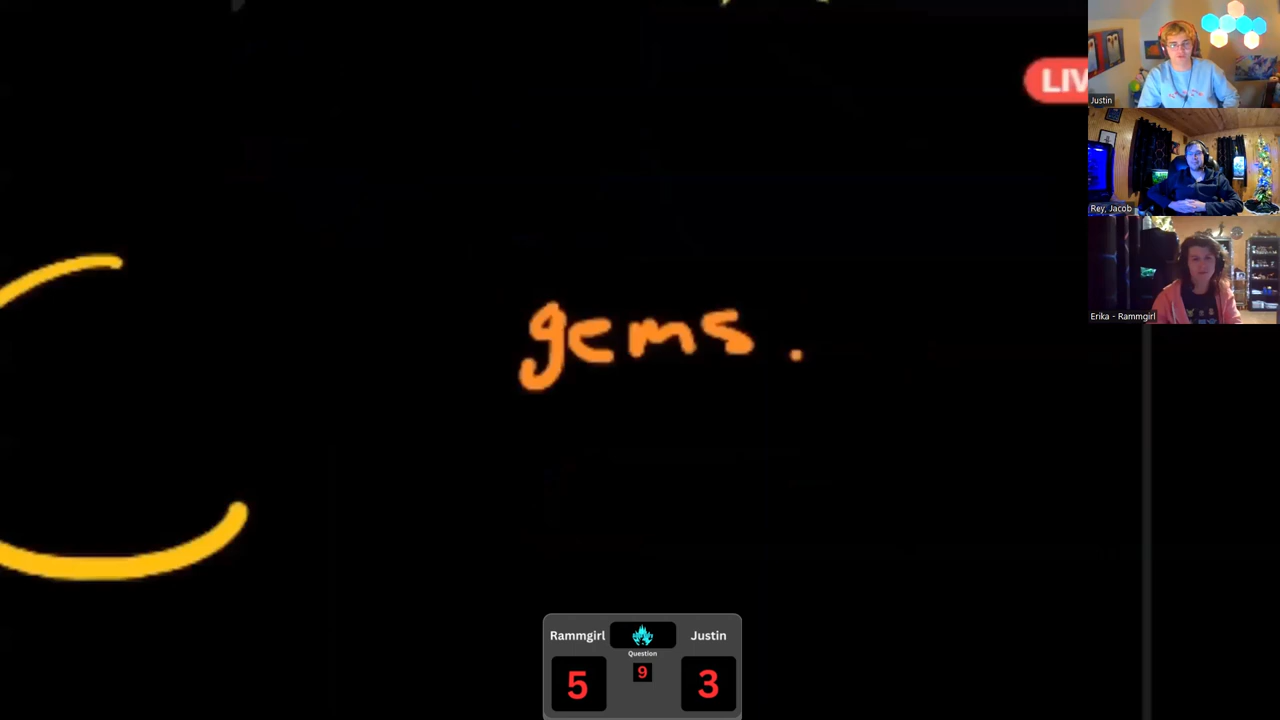 LIV
Justin
Rey, Jacob
gems.
Erika - Rammgirl
Rammgirl
Justin
Question
9
5
3